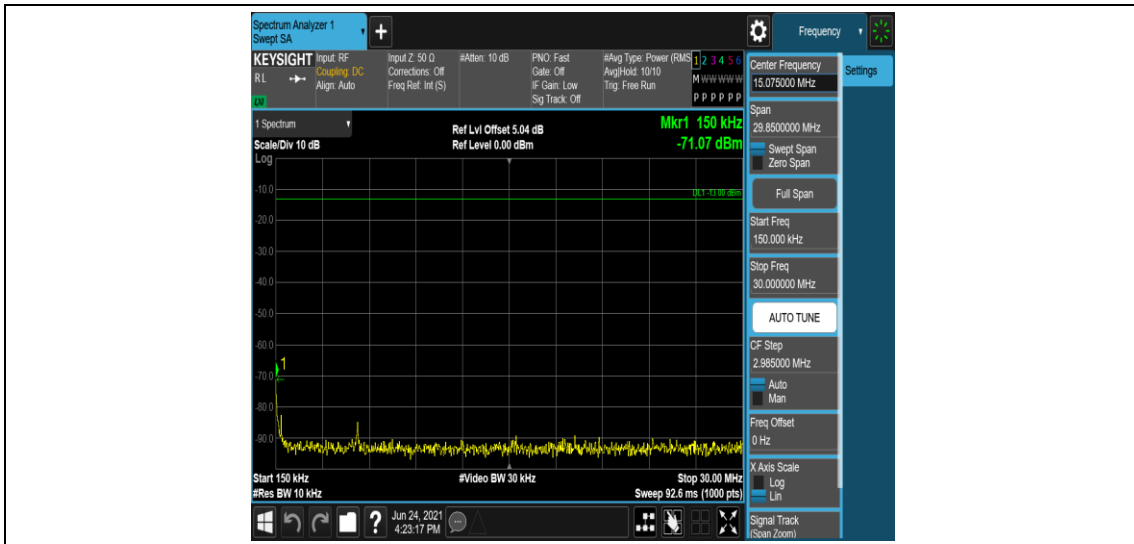 Spectrum Analyzer 1
Swept SA
Frequency
KEYSIGHT
RL
LXI
Input: RF
Coupling: DC
Align: Auto
Input Z: 50 Ω
Corrections: Off
Freq Ref: Int (S)
#Atten: 10 dB
PNO: Fast
Gate: Off
IF Gain: Low
Sig Track: Off
#Avg Type: Power (RMS
Avg|Hold: 10/10
Trig: Free Run
1 2 3 4 5 6
M W W W W W
P P P P P P
1 Spectrum
Scale/Div 10 dB
Log
Ref Lvl Offset 5.04 dB
Ref Level 0.00 dBm
Mkr1 150 kHz
-71.07 dBm
DL1 -13.00 dBm
-10.0
-20.0
-30.0
-40.0
-50.0
-60.0
1
-70.0
-80.0
-90.0
Start 150 kHz
#Video BW 30 kHz
Stop 30.00 MHz
#Res BW 10 kHz
Sweep 92.6 ms (1000 pts)
?
Jun 24, 2021
4:23:17 PM
Center Frequency
15.075000 MHz
Settings
Span
29.8500000 MHz
Swept Span
Zero Span
Full Span
Start Freq
150.000 kHz
Stop Freq
30.000000 MHz
AUTO TUNE
CF Step
2.985000 MHz
Auto
Man
Freq Offset
0 Hz
X Axis Scale
Log
Lin
Signal Track
(Span Zoom)